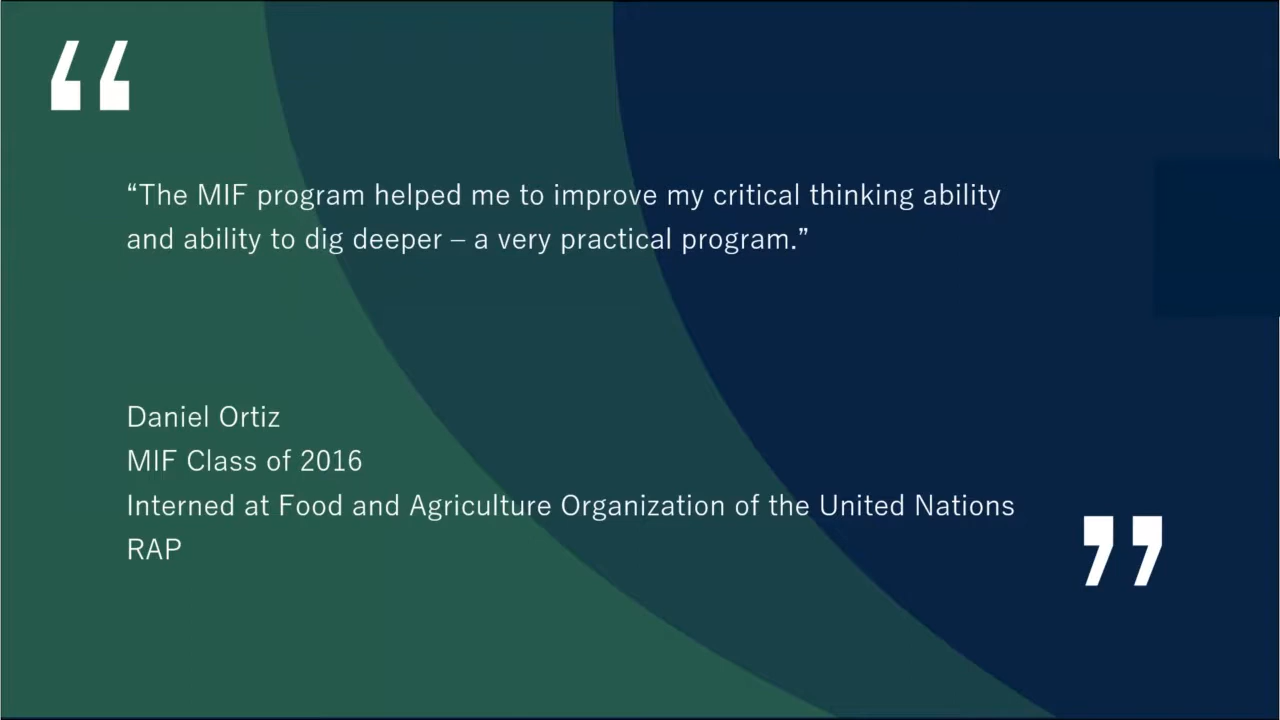 “The MIF program helped me to improve my critical thinking ability
and ability to dig deeper – a very practical program.”
Daniel Ortiz
MIF Class of 2016
Interned at Food and Agriculture Organization of the United Nations
RAP